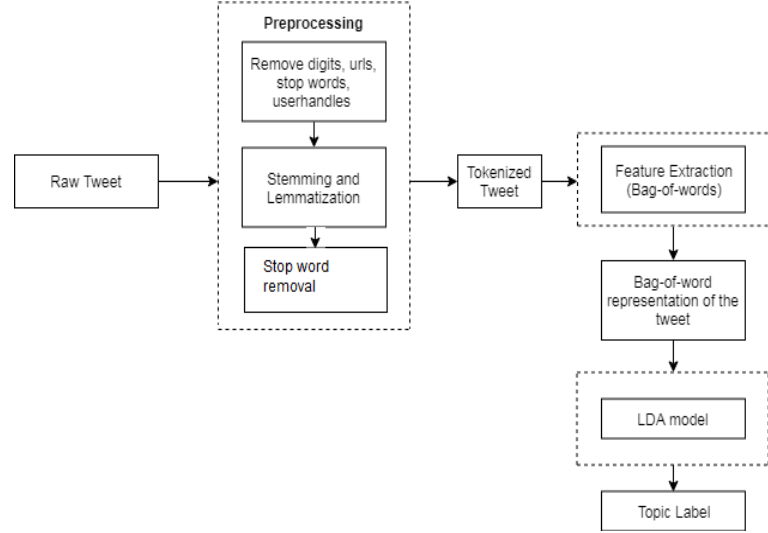 Preprocessing
Remove digits, urls,
stop words,
userhandles
Raw Tweet
Stemming and
Lemmatization
Stop word
removal
Tokenized
Tweet
Feature Extraction
(Bag-of-words)
Bag-of-word
representation of the
tweet
LDA model
Topic Label